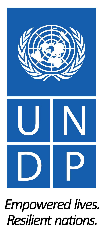 U N
D P
Empowered lives.
Resilient nations.